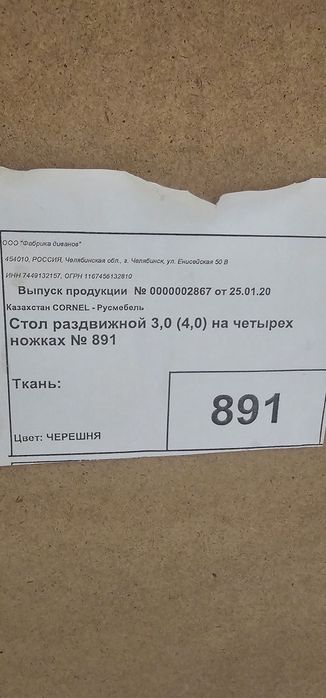 ООО "Фабрика диванов"
454010, РОССИЯ, Челябинская обл., г. Челябинск, ул. Енисейская 50 В
ИНН 7449132157, ОГРН 1167456132810
Выпуск продукции № 0000002867 от 25.01.20
Казахстан CORNEL - Русмебель
Стол раздвижной 3,0 (4,0) на четырех
ножках № 891
Ткань:
891
Цвет: ЧЕРЕШНЯ